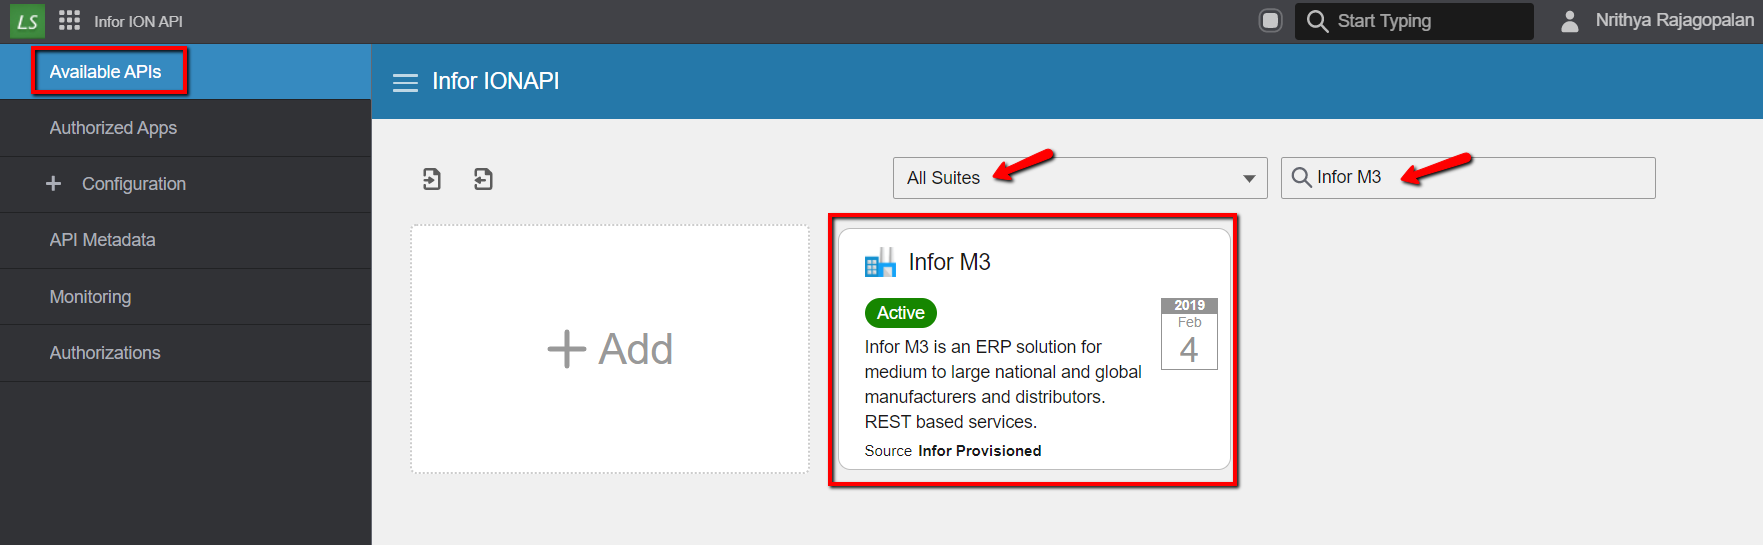 LS
Infor ION API
Start Typing
Nrithya Rajagopalan
Available APIs
Authorized Apps
Configuration
API Metadata
Monitoring
Authorizations
Infor IONAPI
All Suites
Infor M3
+ Add
Infor M3
Active
2019
Feb
4
Infor M3 is an ERP solution for
medium to large national and global
manufacturers and distributors.
REST based services.
Source Infor Provisioned